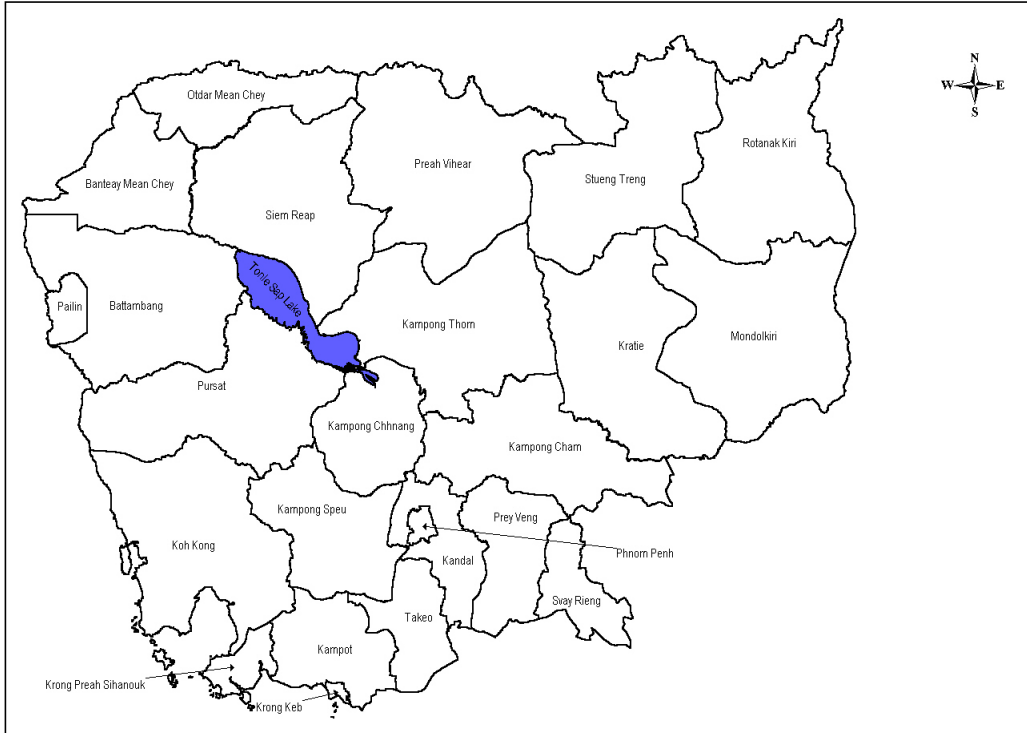 N
W E
S
Otdar Mean Chey
Preah Vihear
Rotanak Kiri
Stueng Treng
Banteay Mean Chey
Siem Reap
Tonle Sap Lake
Pailin
Battambang
Kampong Thom
Kratie
Mondolkiri
Pursat
Kampong Chhnang
Kampong Cham
Kampong Speu
Prey Veng
Koh Kong
Phnom Penh
Kandal
Svay Rieng
Takeo
Kampot
Krong Preah Sihanouk
Krong Keb